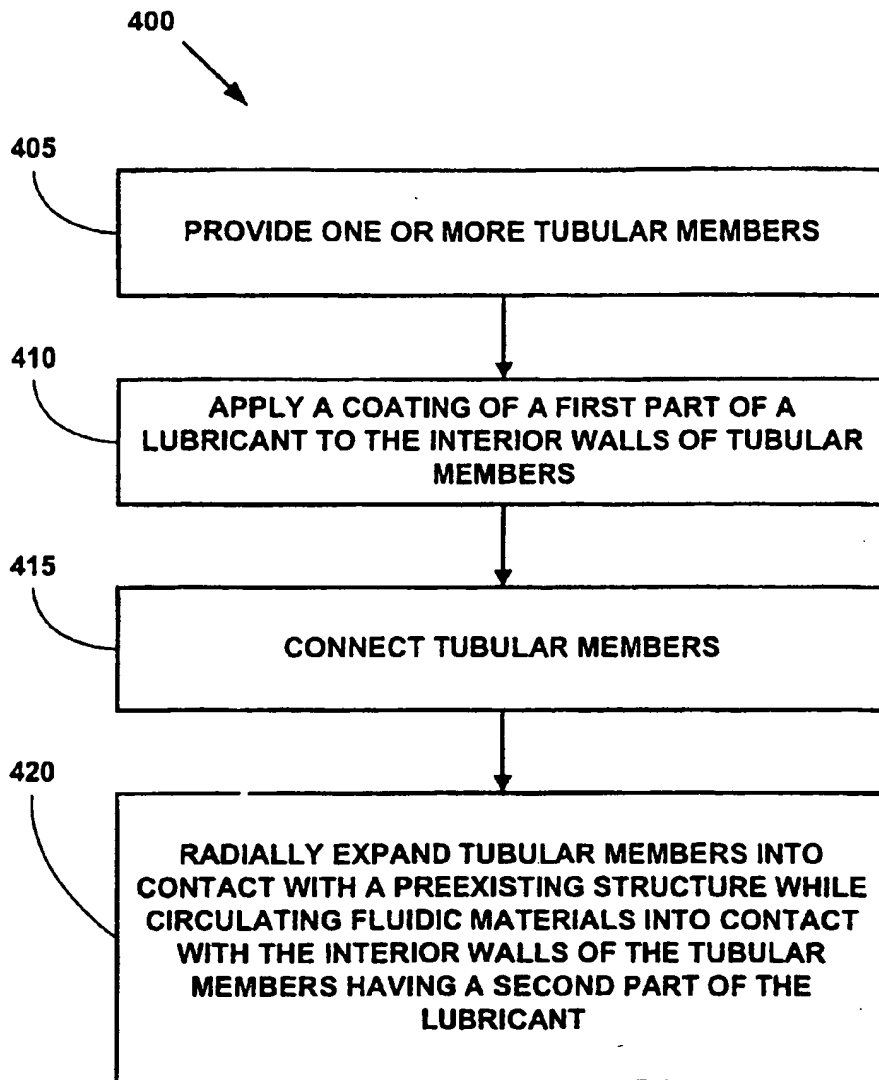 400
405
PROVIDE ONE OR MORE TUBULAR MEMBERS
410
APPLY A COATING OF A FIRST PART OF A
LUBRICANT TO THE INTERIOR WALLS OF TUBULAR
MEMBERS
415
CONNECT TUBULAR MEMBERS
420
RADIALLY EXPAND TUBULAR MEMBERS INTO
CONTACT WITH A PREEXISTING STRUCTURE WHILE
CIRCULATING FLUIDIC MATERIALS INTO CONTACT
WITH THE INTERIOR WALLS OF THE TUBULAR
MEMBERS HAVING A SECOND PART OF THE
LUBRICANT